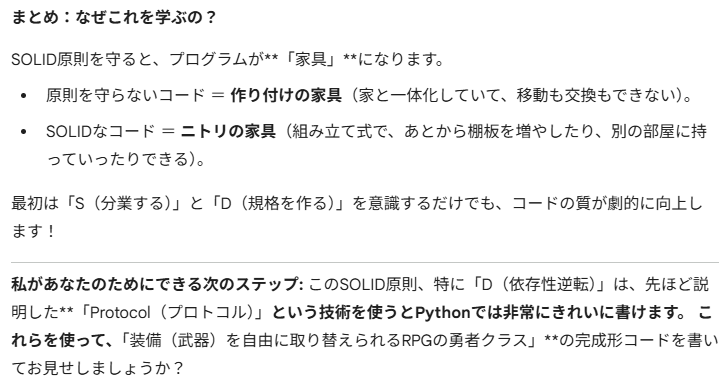 まとめ：なぜこれを学ぶの？
SOLID原則を守ると、プログラムが**「家具」**になります。
• 原則を守らないコード ＝ 作り付けの家具（家と一体化していて、移動も交換もできない）。
• SOLIDなコード ＝ ニトリの家具（組み立て式で、あとから棚板を増やしたり、別の部屋に持
っていったりできる）。
最初は「S（分業する）」と「D（規格を作る）」を意識するだけでも、コードの質が劇的に向上し
ます！
私があなたのためにできる次のステップ: このSOLID原則、特に「D（依存性逆転）」は、先ほど説
明した**「Protocol（プロトコル）」という技術を使うとPythonでは非常にきれいに書けます。 こ
れらを使って、「装備（武器）を自由に取り替えられるRPGの勇者クラス」**の完成形コードを書い
てお見せしましょうか？